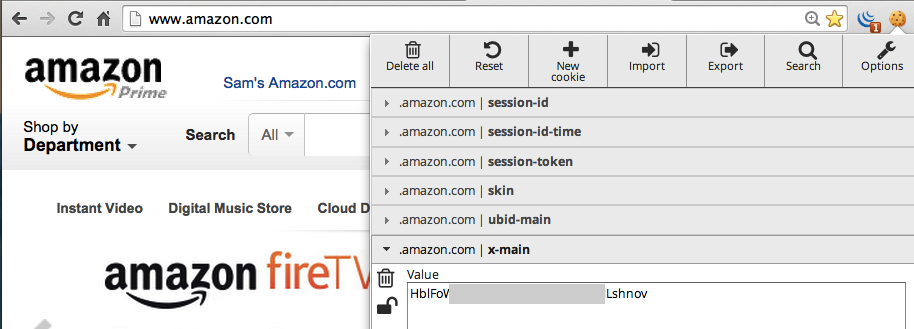 www.amazon.com
1
amazon
Prime
Sam's Amazon.com
Delete all
Reset
New
cookie
Import
Export
Search
Options
.amazon.com | session-id
.amazon.com | session-id-time
.amazon.com | session-token
.amazon.com | skin
.amazon.com | ubid-main
.amazon.com | x-main
Value
HblFoW
Lshnov
Shop by
Department
Search
All
Instant Video
Digital Music Store
Cloud D
amazon fireTV